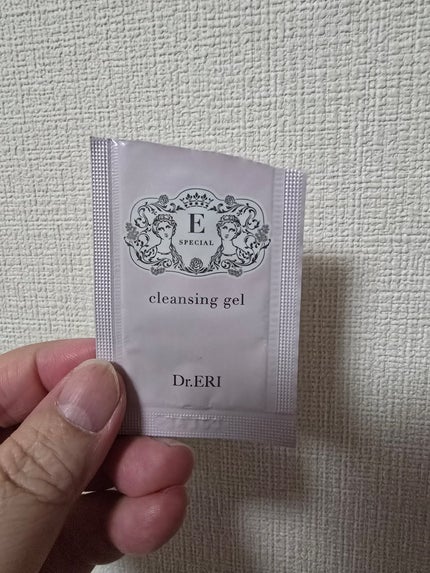 E
SPECIAL
cleansing gel
Dr.ERI